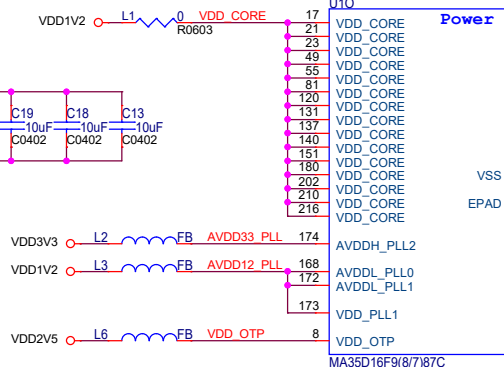 U1O
Power
VDD1V2 L1 0 VDD_CORE 17 VDD_CORE
R0603
21 VDD_CORE
23 VDD_CORE
49 VDD_CORE
55 VDD_CORE
81 VDD_CORE
120 VDD_CORE
131 VDD_CORE
137 VDD_CORE
140 VDD_CORE
151 VDD_CORE
180 VDD_CORE VSS
202 VDD_CORE
210 VDD_CORE EPAD
216 VDD_CORE
C19 C18 C13
10uF 10uF 10uF
C0402 C0402 C0402
VDD3V3 L2 FB AVDD33_PLL 174 AVDDH_PLL2
VDD1V2 L3 FB AVDD12_PLL 168 AVDDL_PLL0
172 AVDDL_PLL1
173 VDD_PLL1
VDD2V5 L6 FB VDD_OTP 8 VDD_OTP
MA35D16F9(8/7)87C